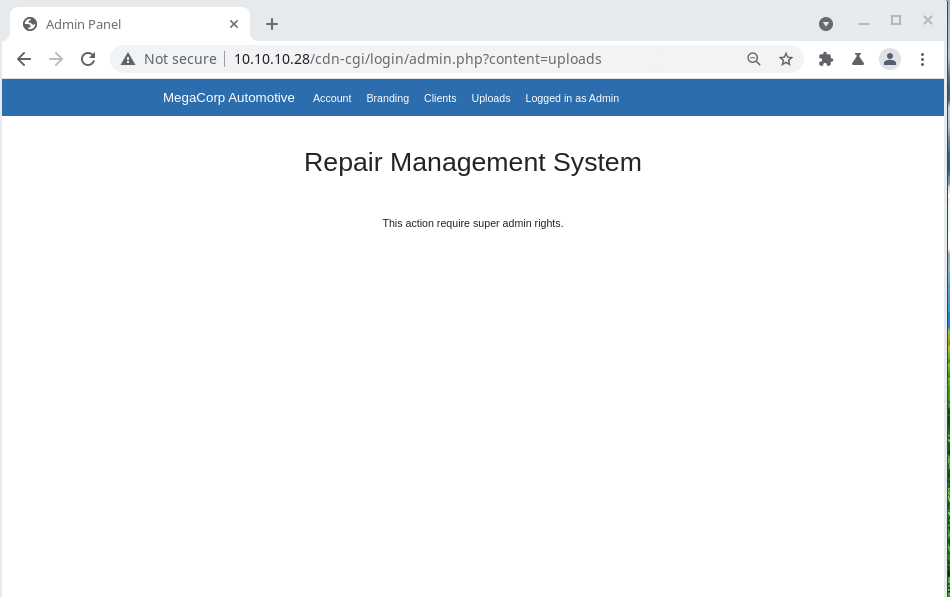 Admin Panel
Not secure 10.10.10.28/cdn-cgi/login/admin.php?content=uploads
MegaCorp Automotive Account Branding Clients Uploads Logged in as Admin
Repair Management System
This action require super admin rights.